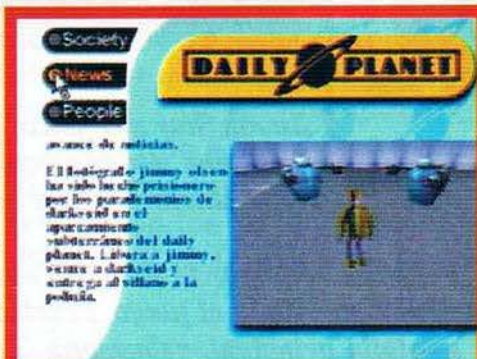 Society
DAILY PLANET
News
People
avance de noticias.
El fotógrafo jimmy olsen
ha sido hecho prisionero
por los parademonios de
darkseid en el
aparcamiento
subterráneo del daily
planet. Libera a jimmy,
vence a darkseid y
entrega al villano a la
policía.